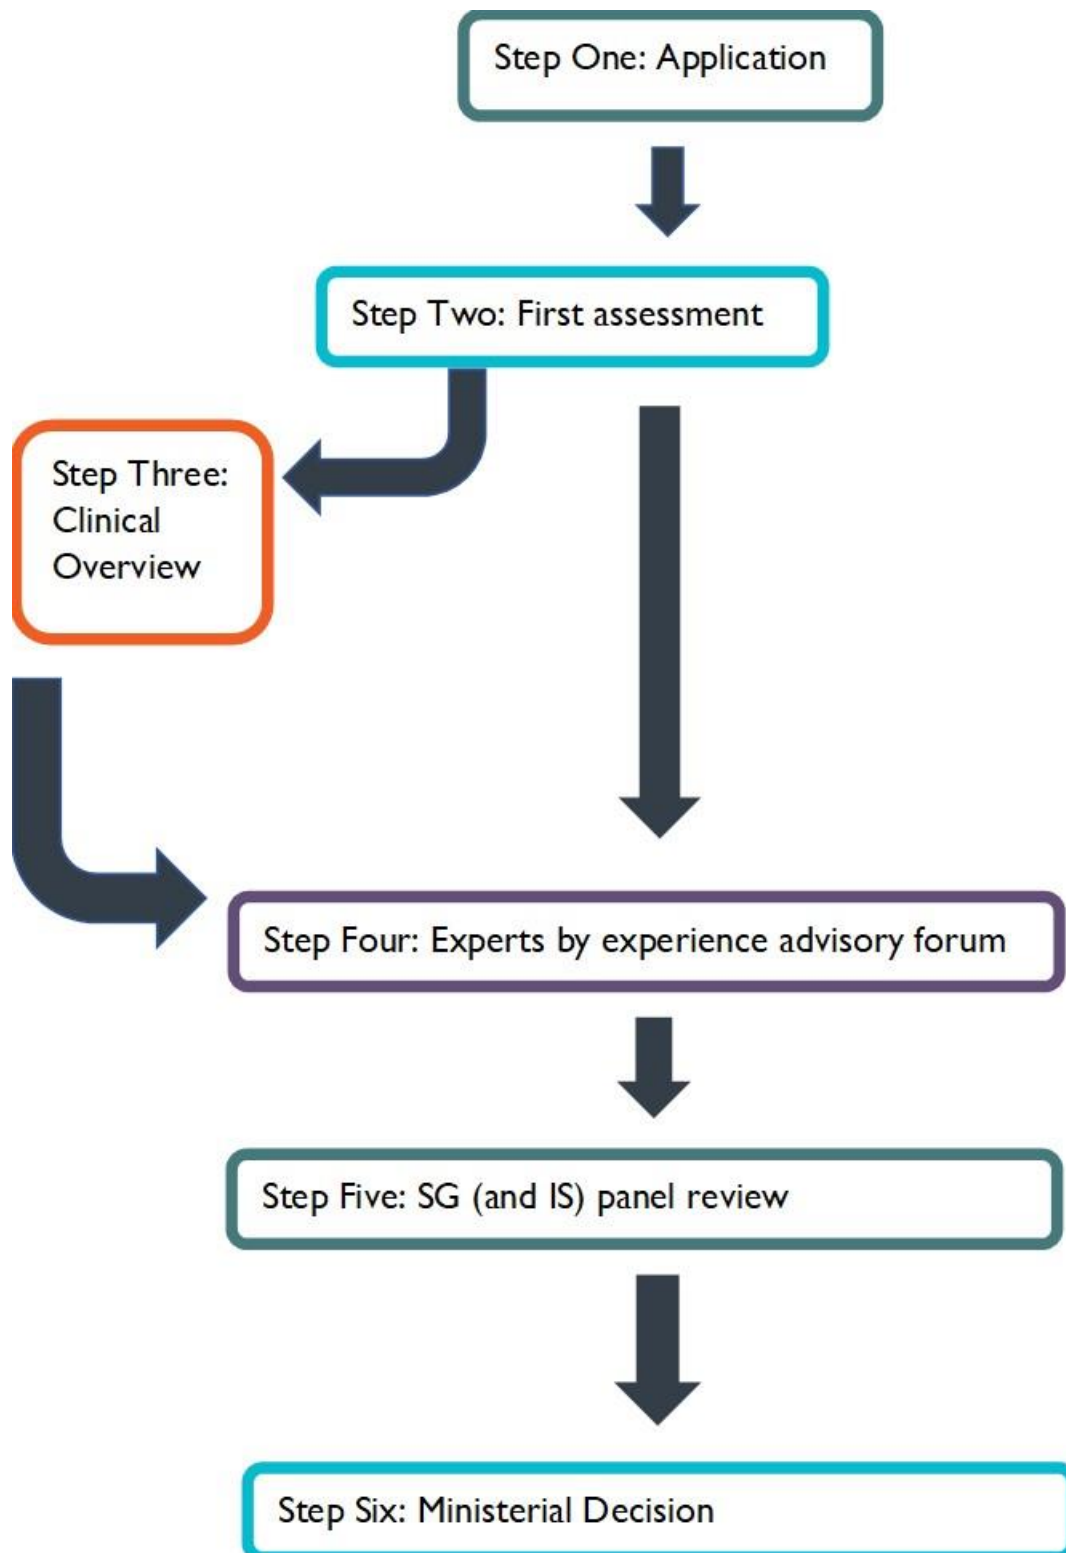 Step One: Application
Step Two: First assessment
Step Three:
Clinical
Overview
Step Four: Experts by experience advisory forum
Step Five: SG (and IS) panel review
Step Six: Ministerial Decision